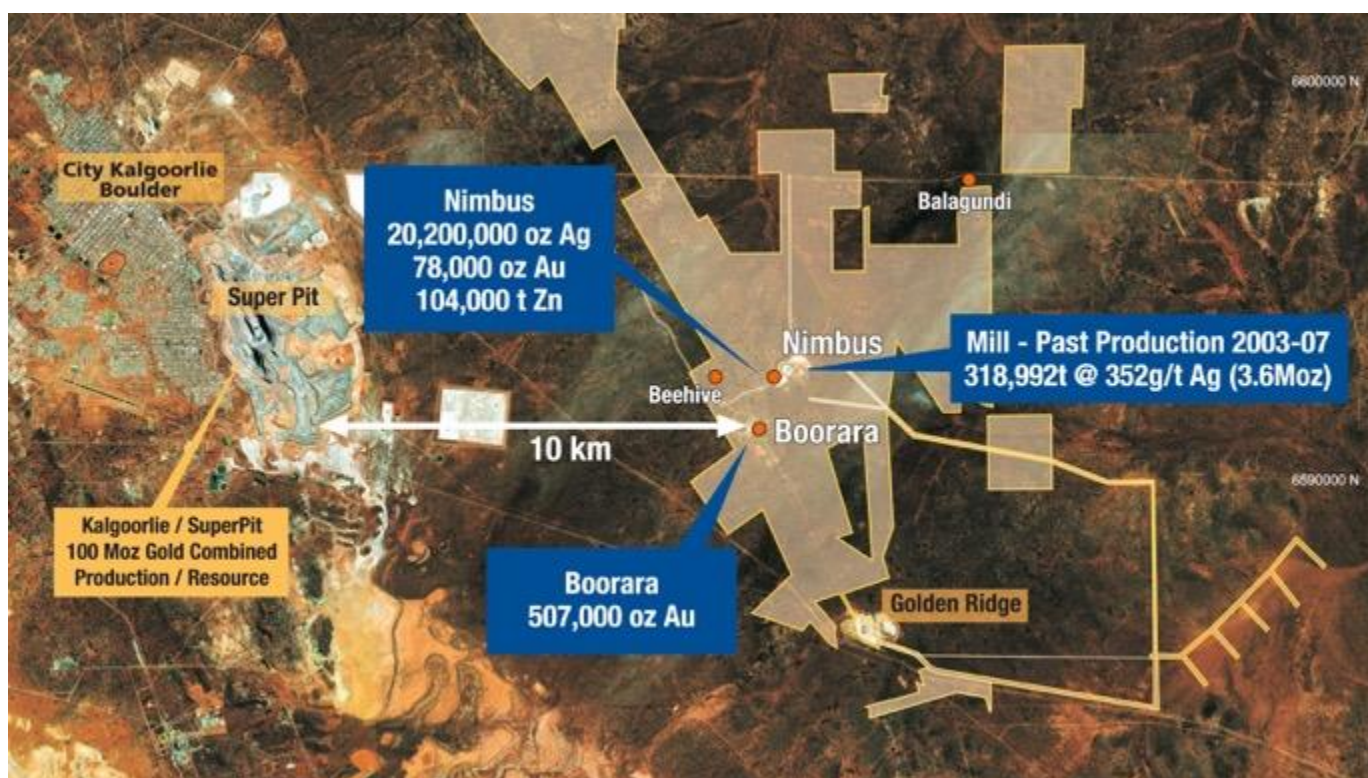 6600000 N
City Kalgoorlie
Boulder
Nimbus
20,200,000 oz Ag
78,000 oz Au
104,000 t Zn
Balagundi
Super Pit
Nimbus
Mill - Past Production 2003-07
318,992t @ 352g/t Ag (3.6Moz)
Beehive
Boorara
10 km
6590000 N
Kalgoorlie / SuperPit
100 Moz Gold Combined
Production / Resource
Boorara
507,000 oz Au
Golden Ridge